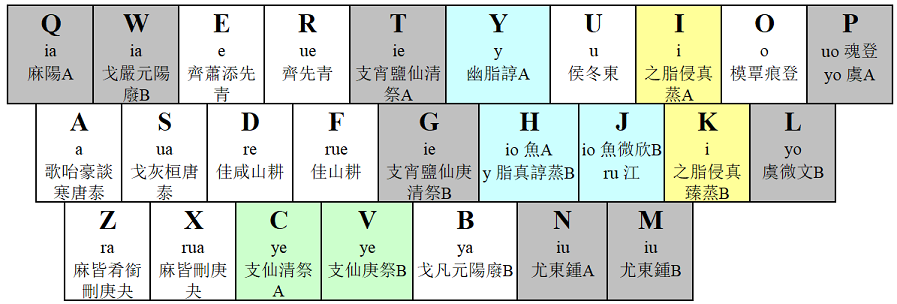 Q W E R T Y U I O P
ia ia e ue ie y u i o uo 魂登
麻陽A 戈嚴元陽 齊蕭添先 齊先青 支宵鹽仙清 幽脂諄A 侯冬東 之脂侵真 模覃痕登 yo 虞A
廢B 青 祭A 蒸A
A S D F G H J K L
a ua re rue ie io 魚A io 魚微欣B i yo
歌咍豪談 戈灰桓唐 佳咸山耕 佳山耕 支宵鹽仙庚 y 脂真諄蒸B ru 江 之脂侵真 虞微文B
寒唐泰 泰 清祭B 臻蒸B
Z X C V B N M
ra rua ye ye ya iu iu
麻皆肴銜 麻皆刪庚 支仙清祭 支仙庚祭B 戈凡元陽廢B 尤東鍾A 尤東鍾B
刪庚夬 夬 A